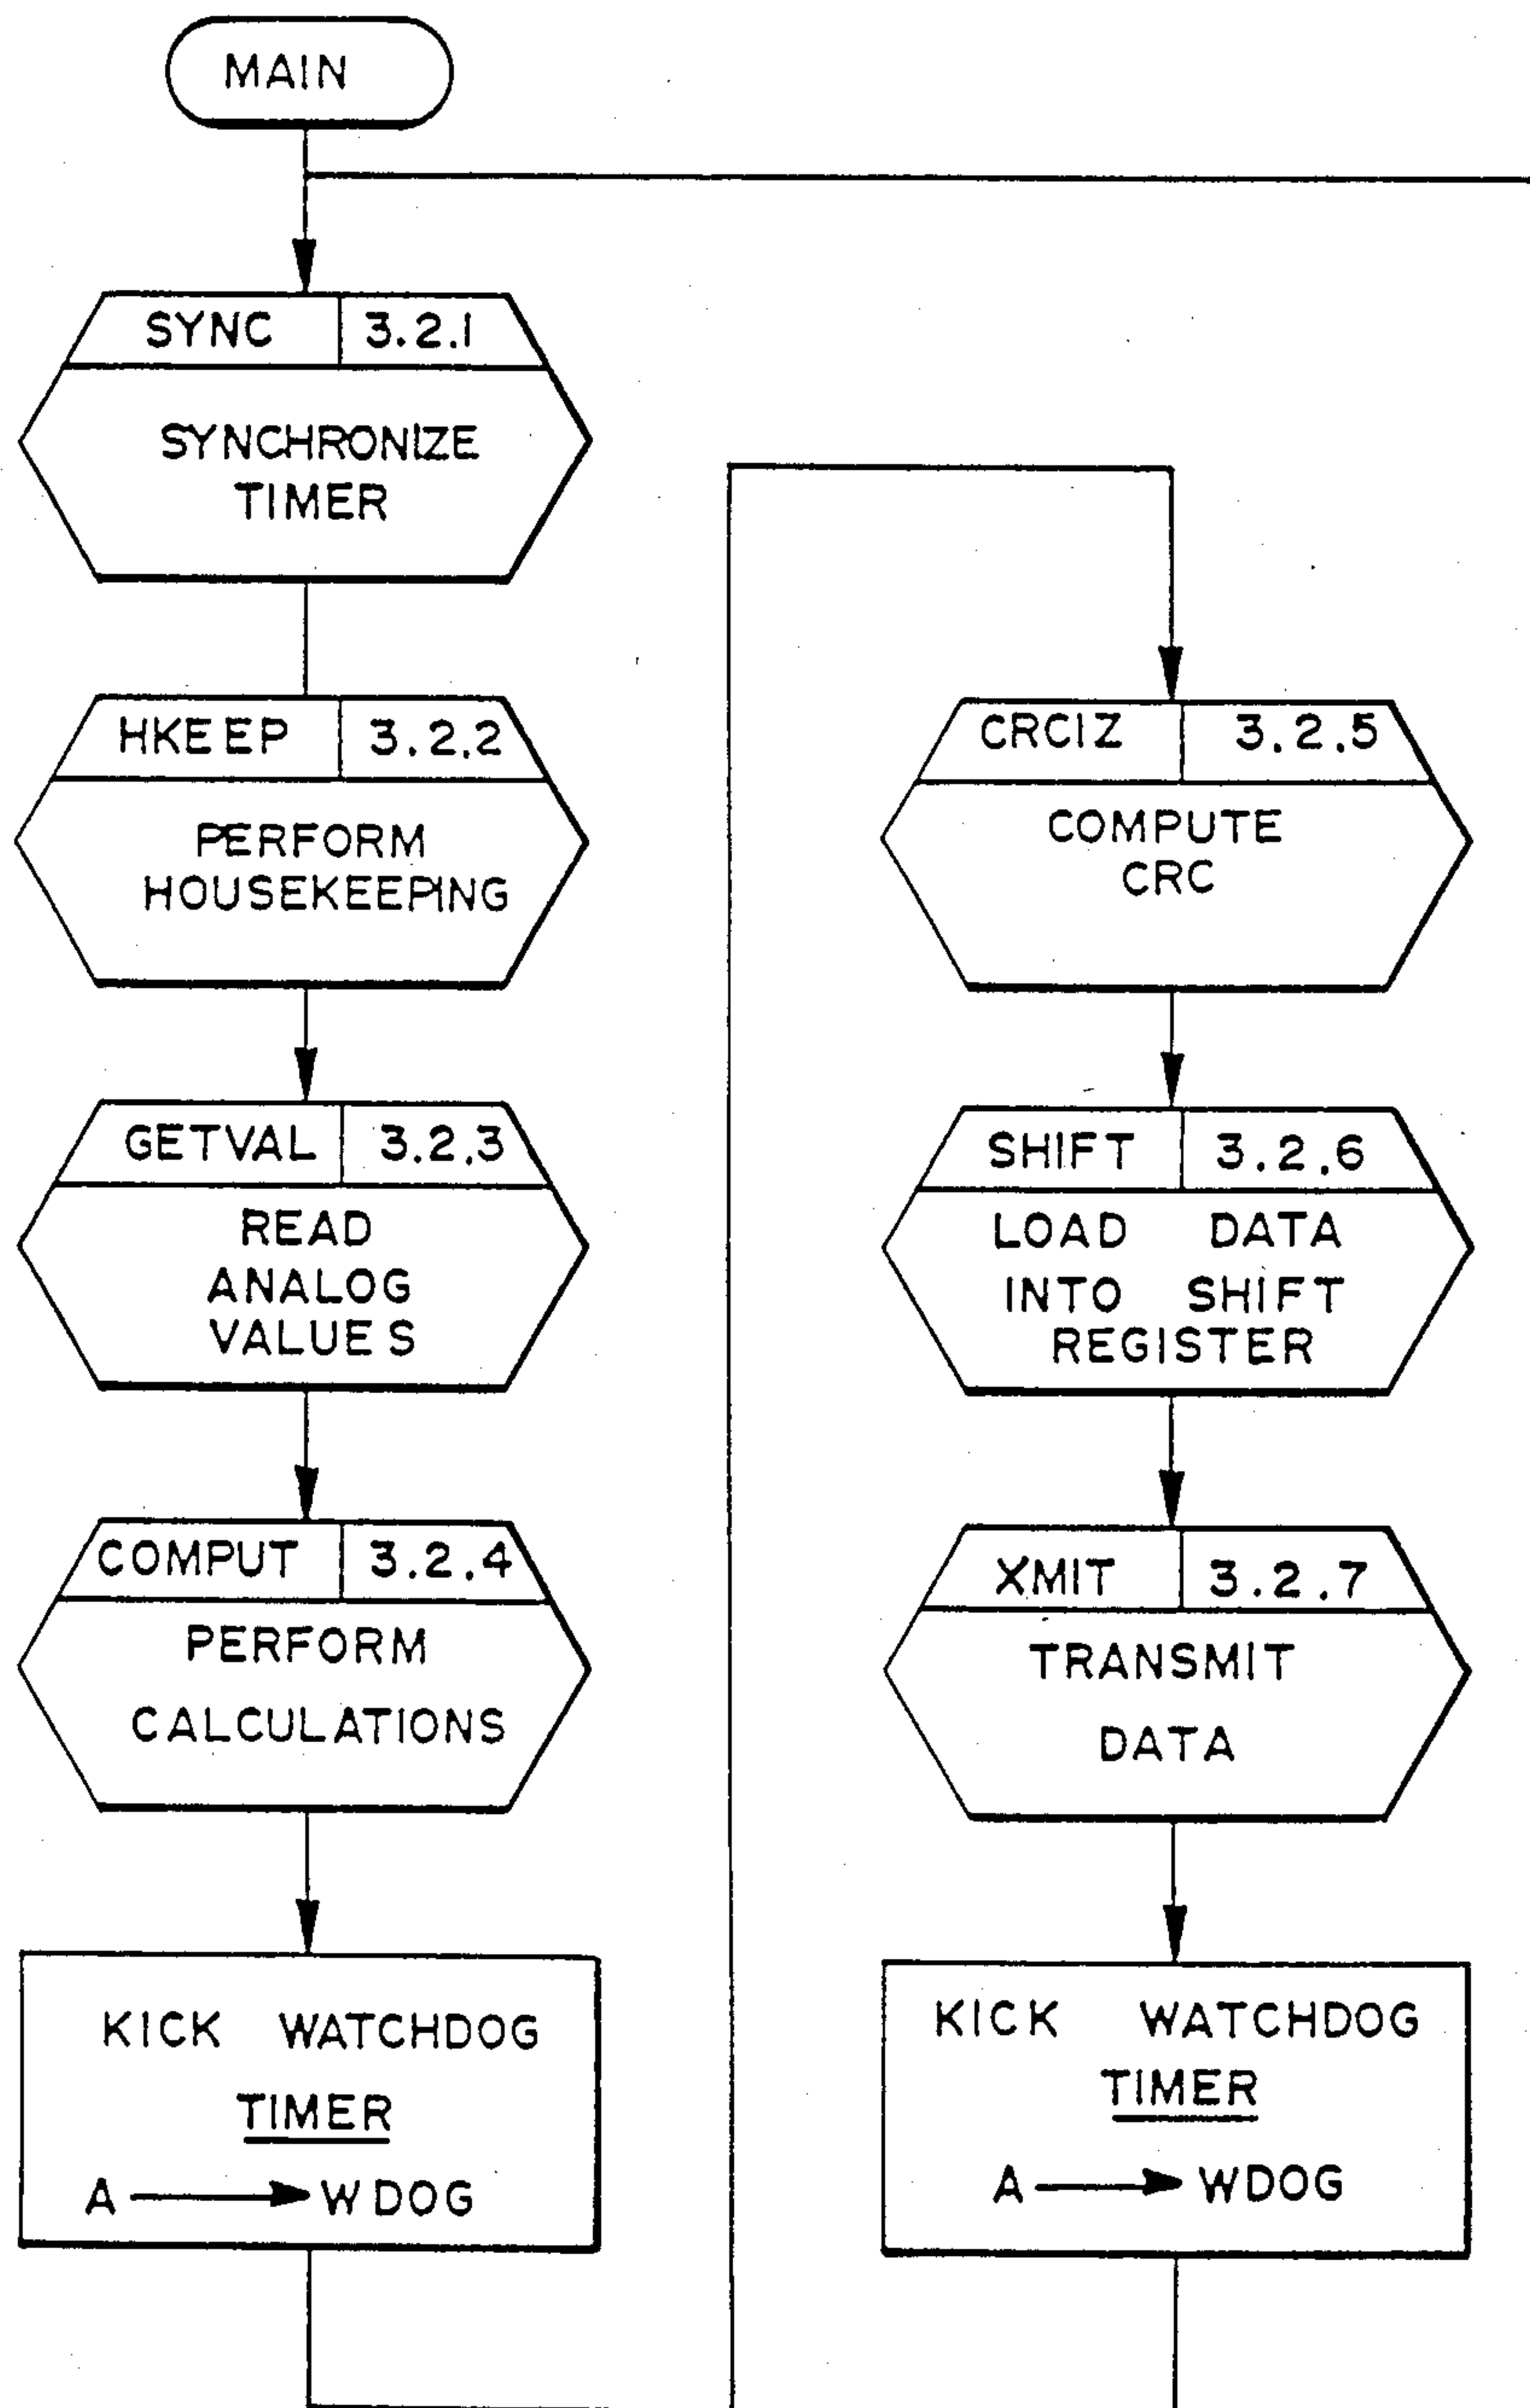 MAIN
SYNC 3.2.1
SYNCHRONIZE
TIMER
HKEEP 3.2.2
PERFORM
HOUSEKEEPING
GETVAL 3.2.3
READ
ANALOG
VALUES
COMPUT 3.2.4
PERFORM
CALCULATIONS
KICK WATCHDOG
TIMER
A WDOG
CRCIZ 3.2.5
COMPUTE
CRC
SHIFT 3.2.6
LOAD DATA
INTO SHIFT
REGISTER
XMIT 3.2.7
TRANSMIT
DATA
KICK WATCHDOG
TIMER
A WDOG